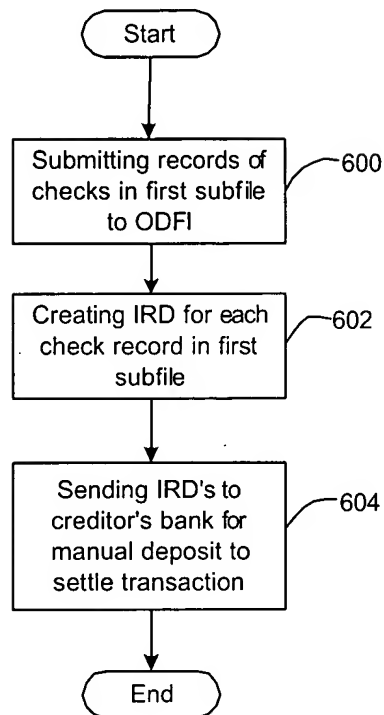 Start
Submitting records of
checks in first subfile
to ODFI
600
Creating IRD for each
check record in first
subfile
602
Sending IRD's to
creditor's bank for
manual deposit to
settle transaction
604
End